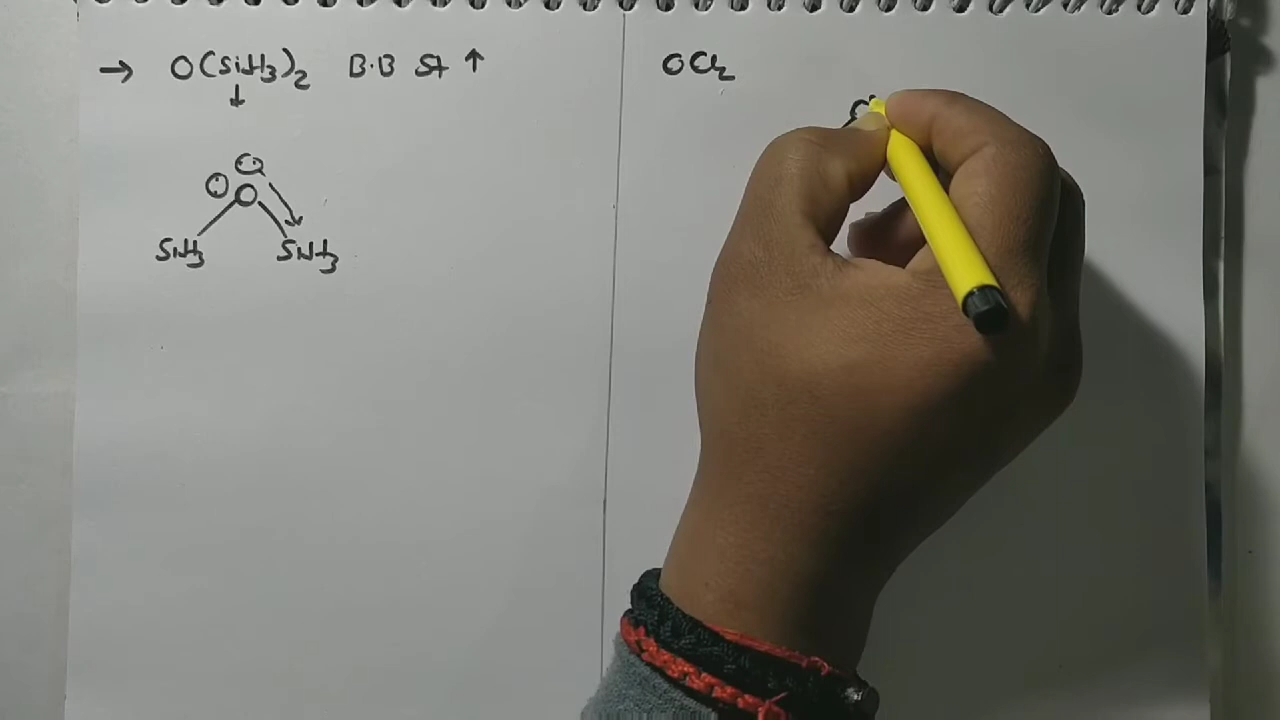 → O(SiH3)2 B.B St ↑
↓
O
SiH3 SiH3
OCl2